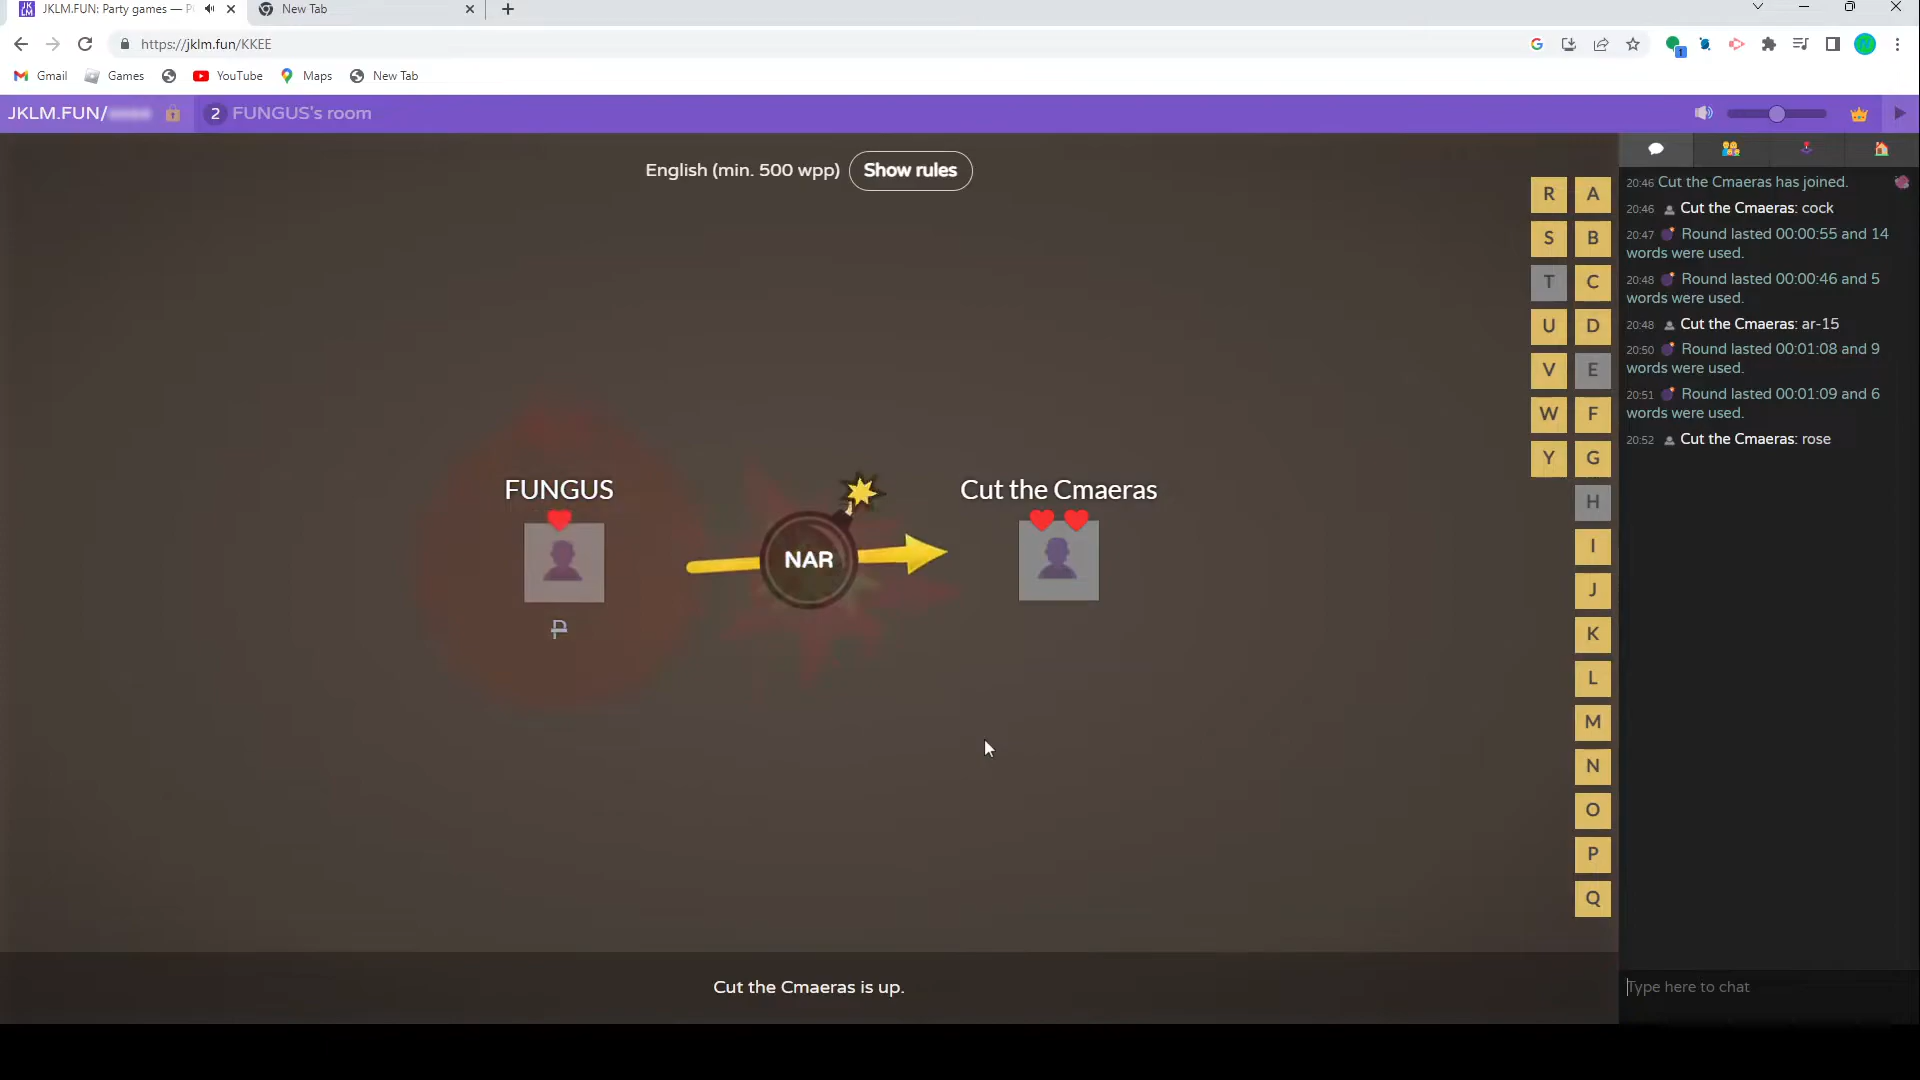 JKLM.FUN: Party games — P
New Tab
https://jklm.fun/KKEE
1
Gmail
Games
YouTube
Maps
New Tab
JKLM.FUN/
2 FUNGUS's room
English (min. 500 wpp) Show rules
R A
S B
T C
U D
V E
W F
Y G
H
I
J
K
L
M
N
O
P
Q
FUNGUS
Cut the Cmaeras
NAR
P
Cut the Cmaeras is up.
20:46 Cut the Cmaeras has joined.
20:46 Cut the Cmaeras: cock
20:47 Round lasted 00:00:55 and 14
words were used.
20:48 Round lasted 00:00:46 and 5
words were used.
20:48 Cut the Cmaeras: ar-15
20:50 Round lasted 00:01:08 and 9
words were used.
20:51 Round lasted 00:01:09 and 6
words were used.
20:52 Cut the Cmaeras: rose
Type here to chat